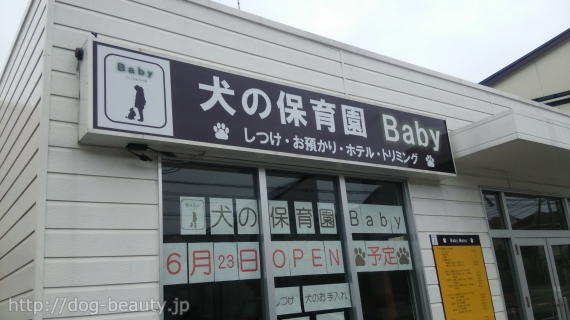 Baby
犬の保育園 Baby
しつけ・お預かり・ホテル・トリミング
犬の保育園 Baby
6月23日 OPEN 予定
しつけ 犬のお手入れ
Baby Menu
http://dog-beauty.jp